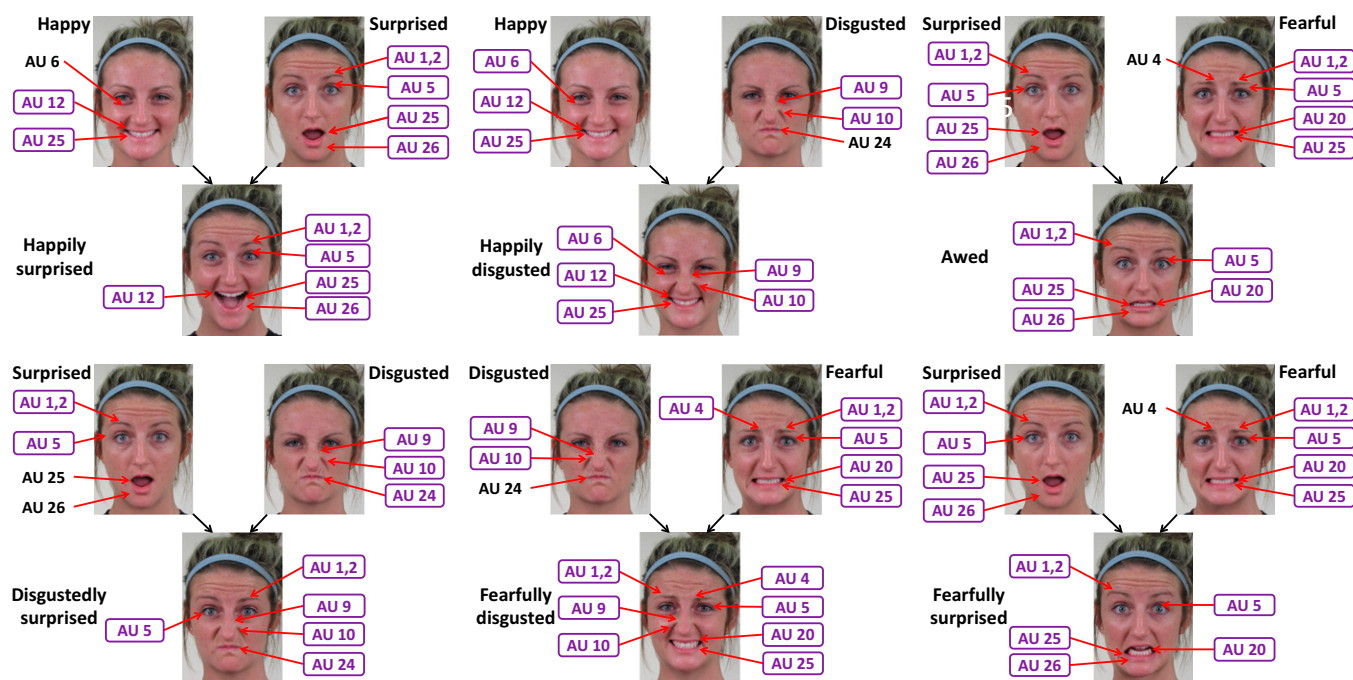 Happy
Surprised
AU 6
AU 12
AU 25
AU 1,2
AU 5
AU 25
AU 26
Happily
surprised
AU 12
AU 1,2
AU 5
AU 25
AU 26
Happy
Disgusted
AU 6
AU 12
AU 25
AU 9
AU 10
AU 24
Happily
disgusted
AU 6
AU 12
AU 25
AU 9
AU 10
Surprised
Fearful
AU 1,2
AU 5
5
AU 25
AU 26
AU 4
AU 1,2
AU 5
AU 20
AU 25
Awed
AU 1,2
AU 25
AU 26
AU 5
AU 20
Surprised
Disgusted
AU 1,2
AU 5
AU 25
AU 26
AU 9
AU 10
AU 24
Disgustedly
surprised
AU 5
AU 1,2
AU 9
AU 10
AU 24
Disgusted
Fearful
AU 9
AU 10
AU 24
AU 4
AU 1,2
AU 5
AU 20
AU 25
Fearfully
disgusted
AU 1,2
AU 9
AU 10
AU 4
AU 5
AU 20
AU 25
Surprised
Fearful
AU 1,2
AU 5
AU 25
AU 26
AU 4
AU 1,2
AU 5
AU 20
AU 25
Fearfully
surprised
AU 1,2
AU 25
AU 26
AU 5
AU 20